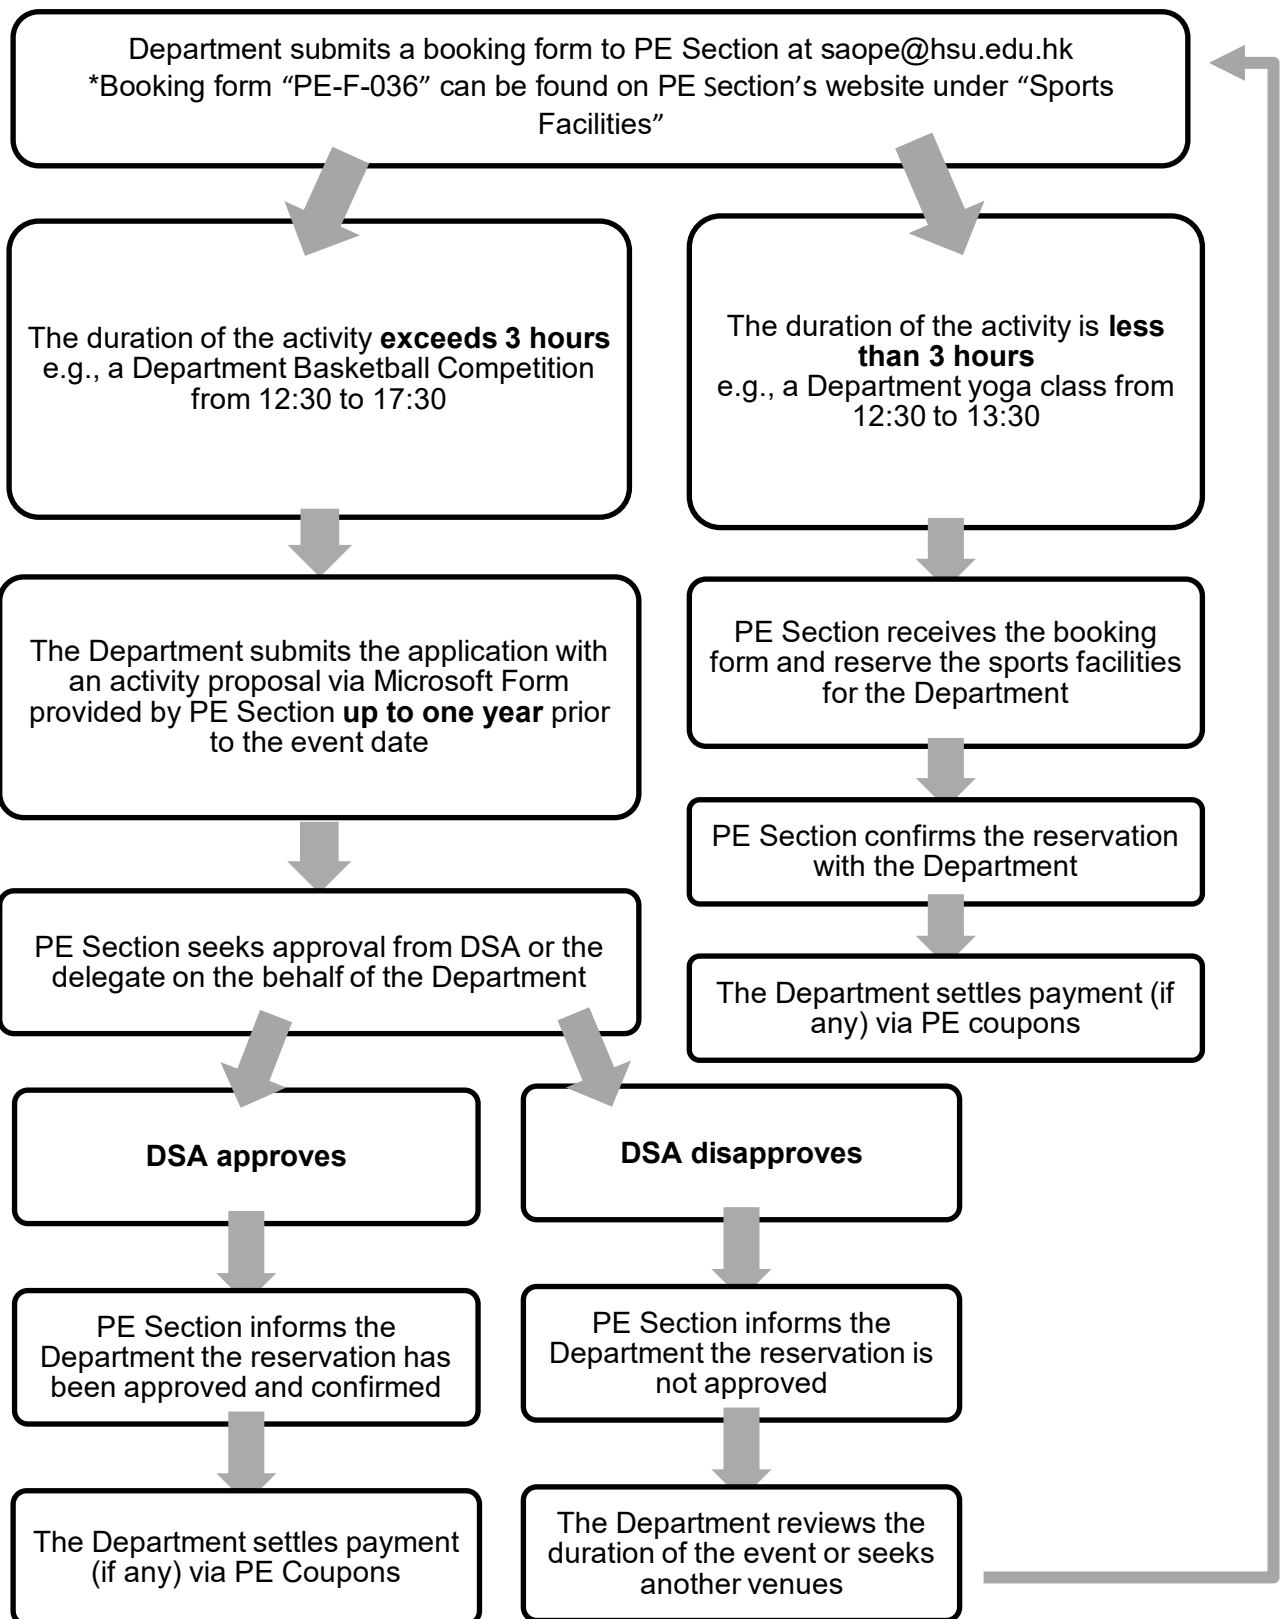 Department submits a booking form to PE Section at saope@hsu.edu.hk
*Booking form “PE-F-036” can be found on PE Section’s website under “Sports
Facilities”
The duration of the activity exceeds 3 hours
e.g., a Department Basketball Competition
from 12:30 to 17:30
The duration of the activity is less
than 3 hours
e.g., a Department yoga class from
12:30 to 13:30
The Department submits the application with
an activity proposal via Microsoft Form
provided by PE Section up to one year prior
to the event date
PE Section receives the booking
form and reserve the sports facilities
for the Department
PE Section confirms the reservation
with the Department
PE Section seeks approval from DSA or the
delegate on the behalf of the Department
The Department settles payment (if
any) via PE coupons
DSA approves
DSA disapproves
PE Section informs the
Department the reservation has
been approved and confirmed
PE Section informs the
Department the reservation is
not approved
The Department settles payment
(if any) via PE Coupons
The Department reviews the
duration of the event or seeks
another venues